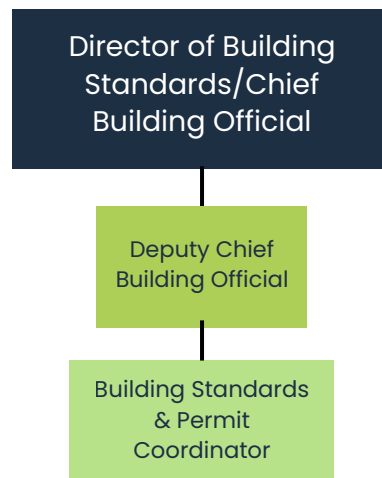 Director of Building
Standards/Chief
Building Official
Deputy Chief
Building Official
Building Standards
& Permit
Coordinator